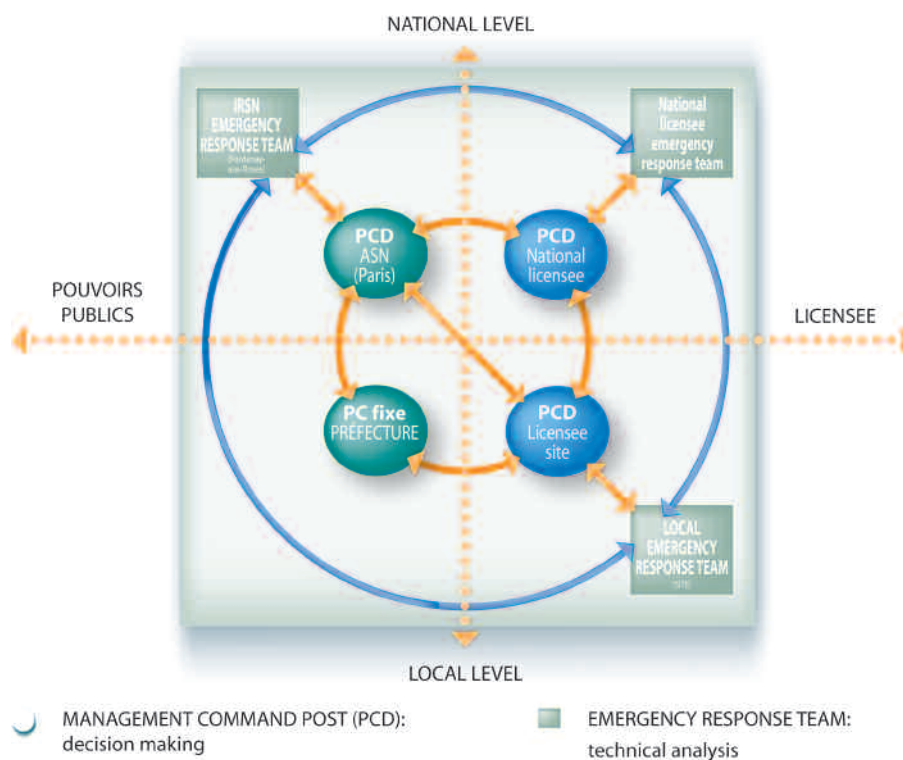 NATIONAL LEVEL
IRSN
EMERGENCY
RESPONSE TEAM
National
licensee
emergency
response team
PCD
ASN
(Paris)
PCD
National
licensee
POUVOIRS
PUBLICS
LICENSEE
PC fixe
PRÉFECTURE
PCD
Licensee
site
LOCAL
EMERGENCY
RESPONSE TEAM
LOCAL LEVEL
MANAGEMENT COMMAND POST (PCD):
decision making
EMERGENCY RESPONSE TEAM:
technical analysis